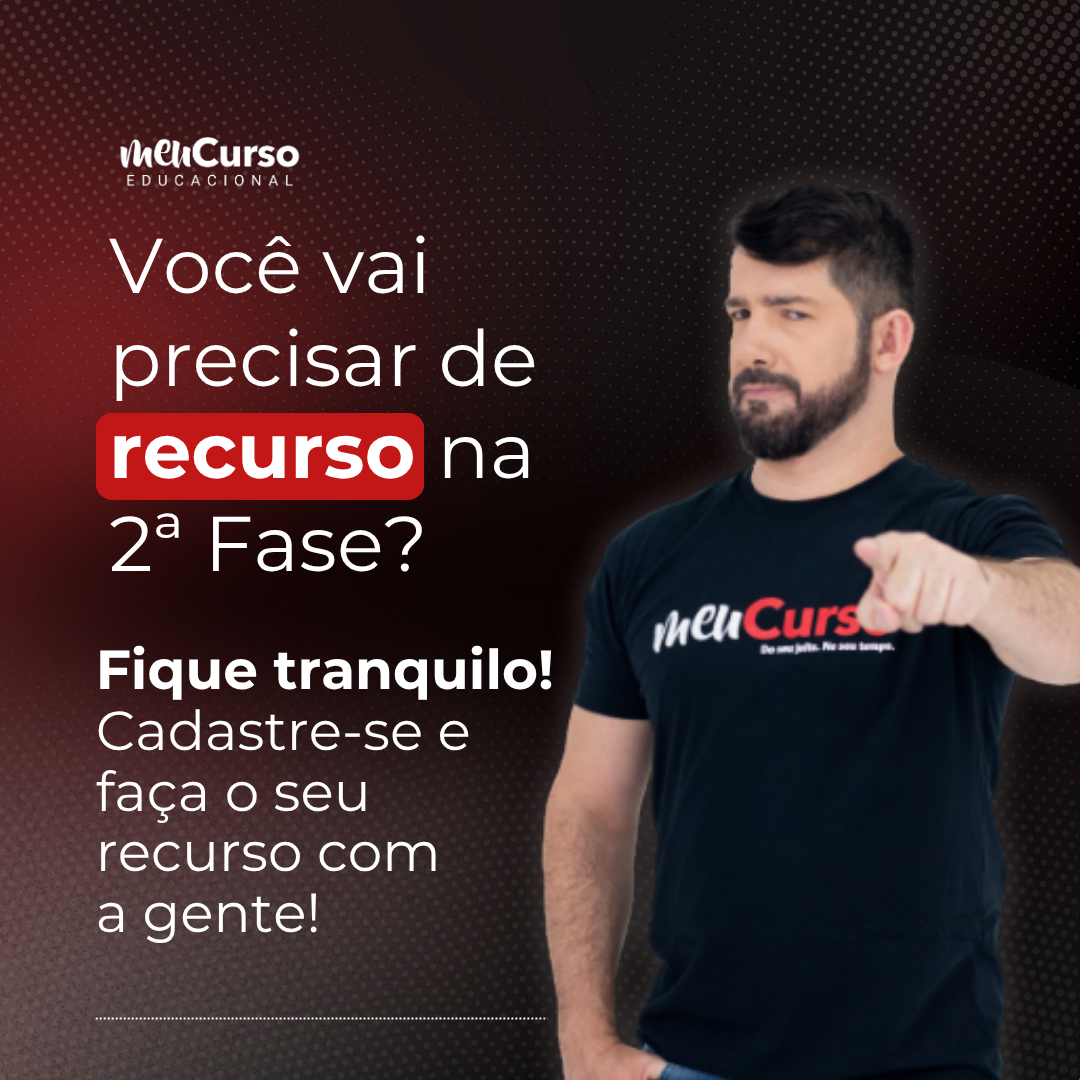 meuCurso
EDUCACIONAL
Você vai
precisar de
recurso na
2ª Fase?
Fique tranquilo!
Cadastre-se e
faça o seu
recurso com
a gente!
meuCurso
Do seu jeito. No seu tempo.